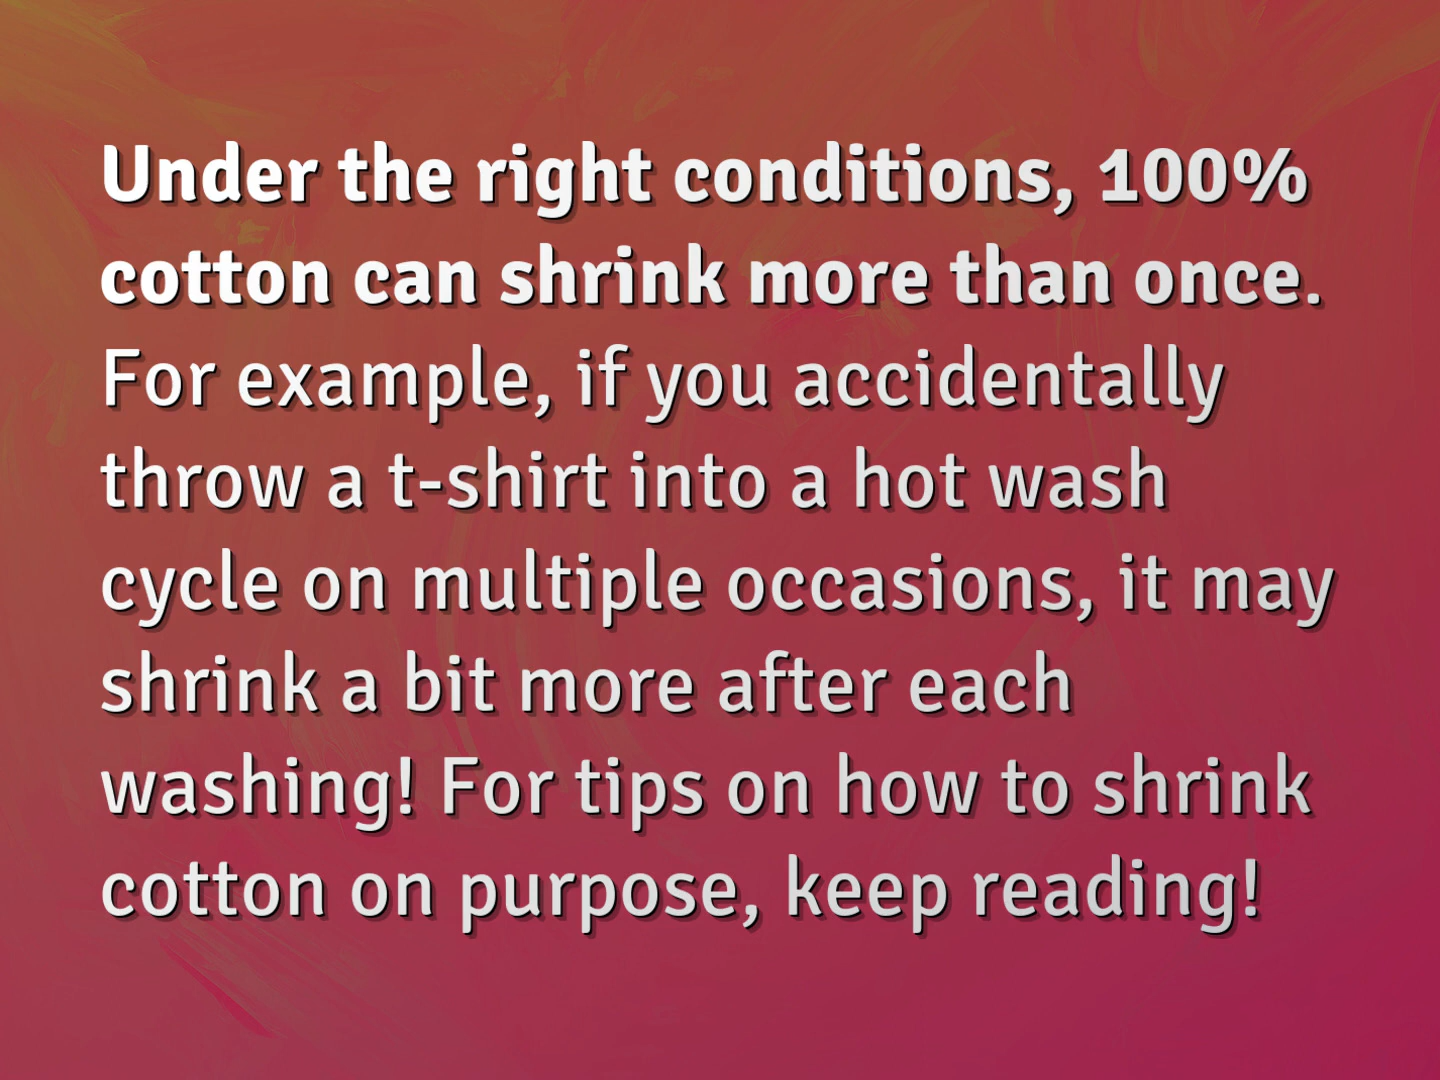 Under the right conditions, 100%
cotton can shrink more than once.
For example, if you accidentally
throw a t-shirt into a hot wash
cycle on multiple occasions, it may
shrink a bit more after each
washing! For tips on how to shrink
cotton on purpose, keep reading!